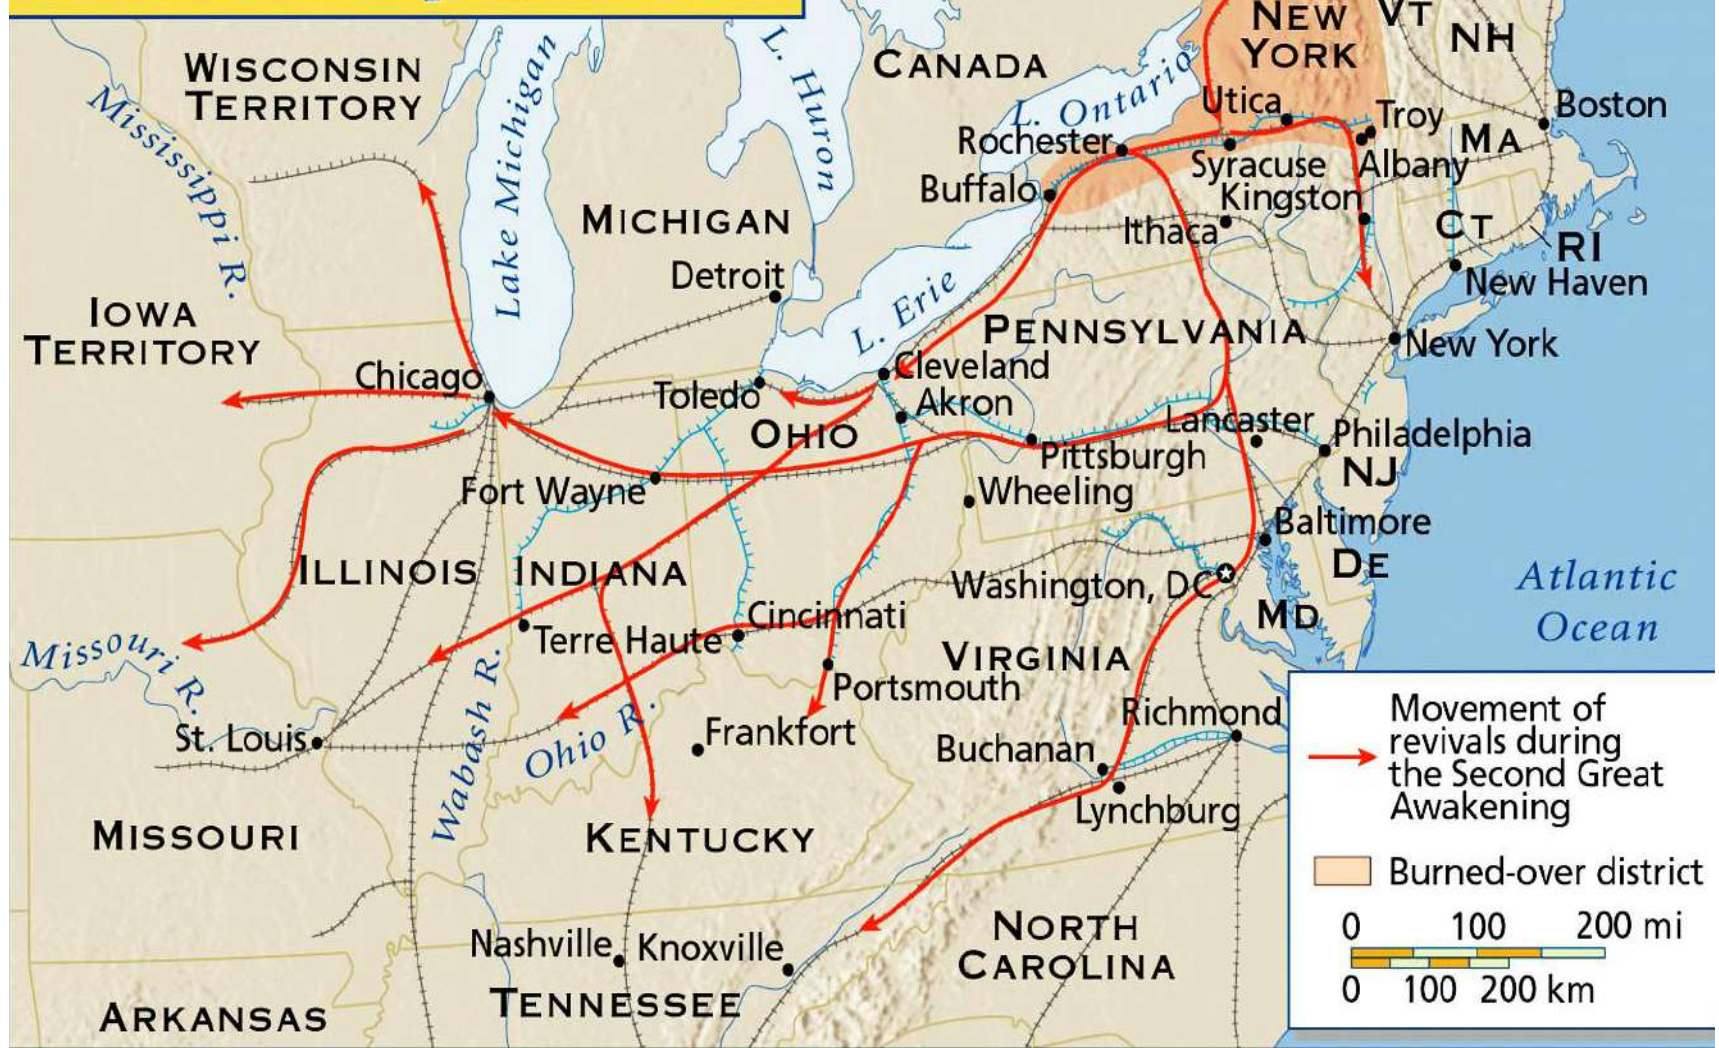 NEW
YORK
VT
NH
CANADA
L. Huron
Lake Michigan
WISCONSIN
TERRITORY
Mississippi R.
L. Ontario
Utica
Troy
Boston
Rochester
MA
Syracuse
Albany
Buffalo
Kingston
MICHIGAN
Ithaca
CT
RI
Detroit
New Haven
L. Erie
IOWA
TERRITORY
PENNSYLVANIA
New York
Chicago
Cleveland
Toledo
Akron
OHIO
Lancaster
Philadelphia
Pittsburgh
NJ
Fort Wayne
Wheeling
Baltimore
ILLINOIS
INDIANA
DE
Washington, DC
Atlantic
Ocean
Cincinnati
MD
Terre Haute
Missouri R.
VIRGINIA
Portsmouth
Richmond
St. Louis
Wabash R.
Ohio R.
Frankfort
Buchanan
Lynchburg
MISSOURI
KENTUCKY
Nashville
Knoxville
NORTH
CAROLINA
TENNESSEE
ARKANSAS
Movement of
revivals during
the Second Great
Awakening
Burned-over district
0 100 200 mi
0 100 200 km